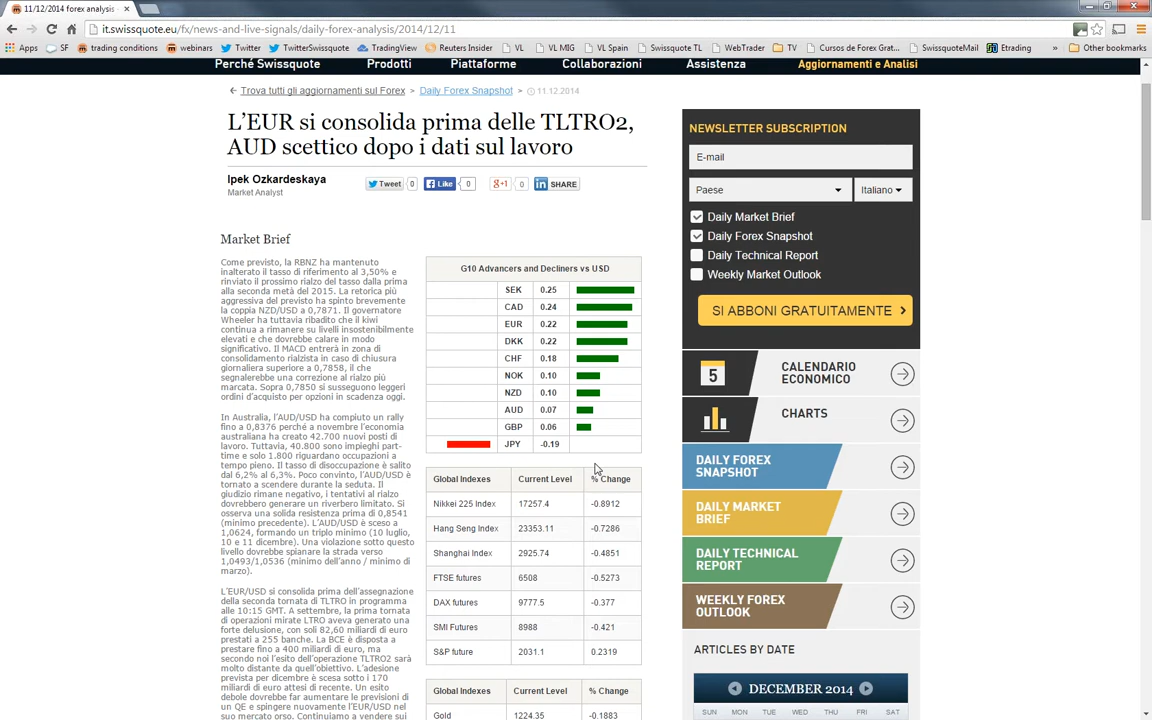 11/12/2014 forex analysis
it.swissquote.eu/fx/news-and-live-signals/daily-forex-analysis/2014/12/11
Apps SF trading conditions webinars Twitter TwitterSwissquote TradingView Reuters Insider VL VL MIG VL Spain Swissquote TL WebTrader TV Cursos de Forex Grat... SwissquoteMail Etrading » Other bookmarks
Perché Swissquote Prodotti Piattaforme Collaborazioni Assistenza Aggiornamenti e Analisi
Trova tutti gli aggiornamenti sul Forex > Daily Forex Snapshot > 11.12.2014
L'EUR si consolida prima delle TLTRO2,
AUD scettico dopo i dati sul lavoro
Ipek Ozkardeskaya
Market Analyst
Tweet 0 Like 0 g+1 0 in SHARE
Market Brief
Come previsto, la RBNZ ha mantenuto
inalterato il tasso di riferimento al 3,50% e
rinviato il prossimo rialzo del tasso dalla prima
alla seconda metà del 2015. La retorica più
aggressiva del previsto ha spinto brevemente
la coppia NZD/USD a 0,7871. Il governatore
Wheeler ha tuttavia ribadito che il kiwi
continua a rimanere su livelli insostenibilmente
elevati e che dovrebbe calare in modo
significativo. Il MACD entrerà in zona di
consolidamento rialzista in caso di chiusura
giornaliera superiore a 0,7858, il che
segnalerebbe una correzione al rialzo più
marcata. Sopra 0,7850 si susseguono leggeri
ordini d'acquisto per opzioni in scadenza oggi.
In Australia, l'AUD/USD ha compiuto un rally
fino a 0,8376 perché a novembre l'economia
australiana ha creato 42.700 nuovi posti di
lavoro. Tuttavia, 40.800 sono impieghi part-
time e solo 1.800 riguardano occupazioni a
tempo pieno. Il tasso di disoccupazione è salito
dal 6,2% al 6,3%. Poco convinto, l'AUD/USD è
tornato a scendere durante la seduta. Il
giudizio rimane negativo, i tentativi al rialzo
dovrebbero generare un riverbero limitato. Si
osserva una solida resistenza prima di 0,8541
(minimo precedente). L'AUD/USD è sceso a
1,0624, formando un triplo minimo (10 luglio,
10 e 11 dicembre). Una violazione sotto questo
livello dovrebbe spianare la strada verso
1,0493/1,0536 (minimo dell'anno / minimo di
marzo).
L'EUR/USD si consolida prima dell'assegnazione
della seconda tornata di TLTRO in programma
alle 10:15 GMT. A settembre, la prima tornata
di operazioni mirate LTRO aveva generato una
forte delusione, con soli 82,60 miliardi di euro
prestati a 255 banche. La BCE è disposta a
prestare fino a 400 miliardi di euro, ma
secondo noi l'esito dell'operazione TLTRO2 sarà
molto distante da quell'obiettivo. L'adesione
prevista per dicembre è scesa sotto i 170
miliardi di euro attesi di recente. Un esito
debole dovrebbe far aumentare le previsioni di
un QE e spingere nuovamente l'EUR/USD nel
suo mercato orso. Continuiamo a vendere sui
G10 Advancers and Decliners vs USD
SEK 0.25
CAD 0.24
EUR 0.22
DKK 0.22
CHF 0.18
NOK 0.10
NZD 0.10
AUD 0.07
GBP 0.06
JPY -0.19
Global Indexes Current Level % Change
Nikkei 225 Index 17257.4 -0.8912
Hang Seng Index 23353.11 -0.7286
Shanghai Index 2925.74 -0.4851
FTSE futures 6508 -0.5273
DAX futures 9777.5 -0.377
SMI Futures 8988 -0.421
S&P future 2031.1 0.2319
Global Indexes Current Level % Change
Gold 1224.35 -0.1883
NEWSLETTER SUBSCRIPTION
E-mail
Paese Italiano
Daily Market Brief
Daily Forex Snapshot
Daily Technical Report
Weekly Market Outlook
SI ABBONI GRATUITAMENTE
5 CALENDARIO
ECONOMICO
CHARTS
DAILY FOREX
SNAPSHOT
DAILY MARKET
BRIEF
DAILY TECHNICAL
REPORT
WEEKLY FOREX
OUTLOOK
ARTICLES BY DATE
DECEMBER 2014
SUN MON TUE WED THU FRI SAT